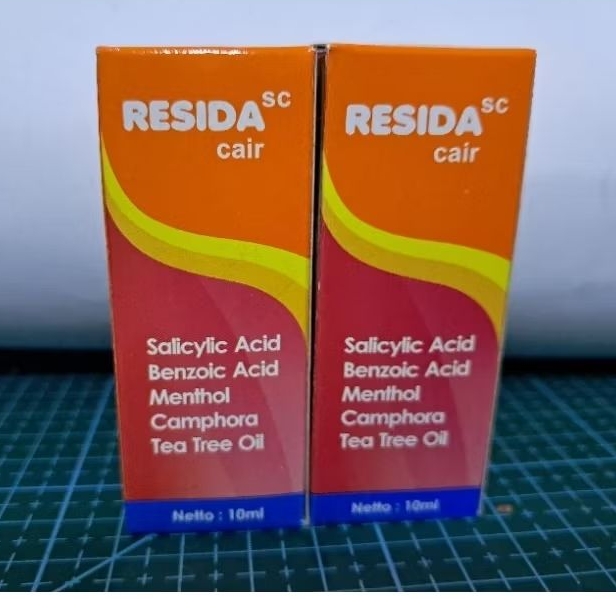 RESIDA SC
cair
Salicylic Acid
Benzoic Acid
Menthol
Camphora
Tea Tree Oil
Netto : 10ml
RESIDA SC
cair
Salicylic Acid
Benzoic Acid
Menthol
Camphora
Tea Tree Oil
Netto : 10ml